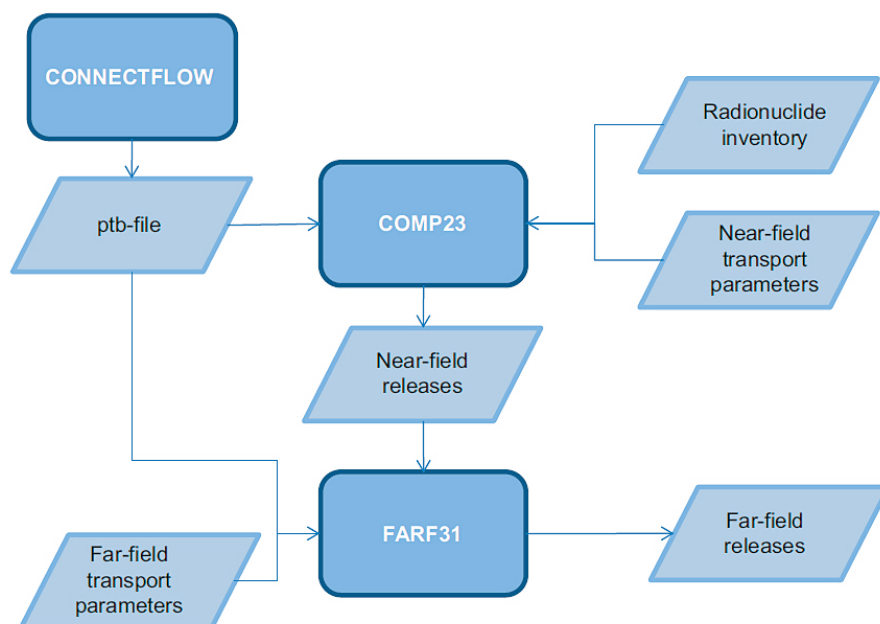 CONNECTFLOW
Radionuclide
inventory
ptb-file
COMP23
Near-field
transport
parameters
Near-field
releases
FARF31
Far-field
releases
Far-field
transport
parameters